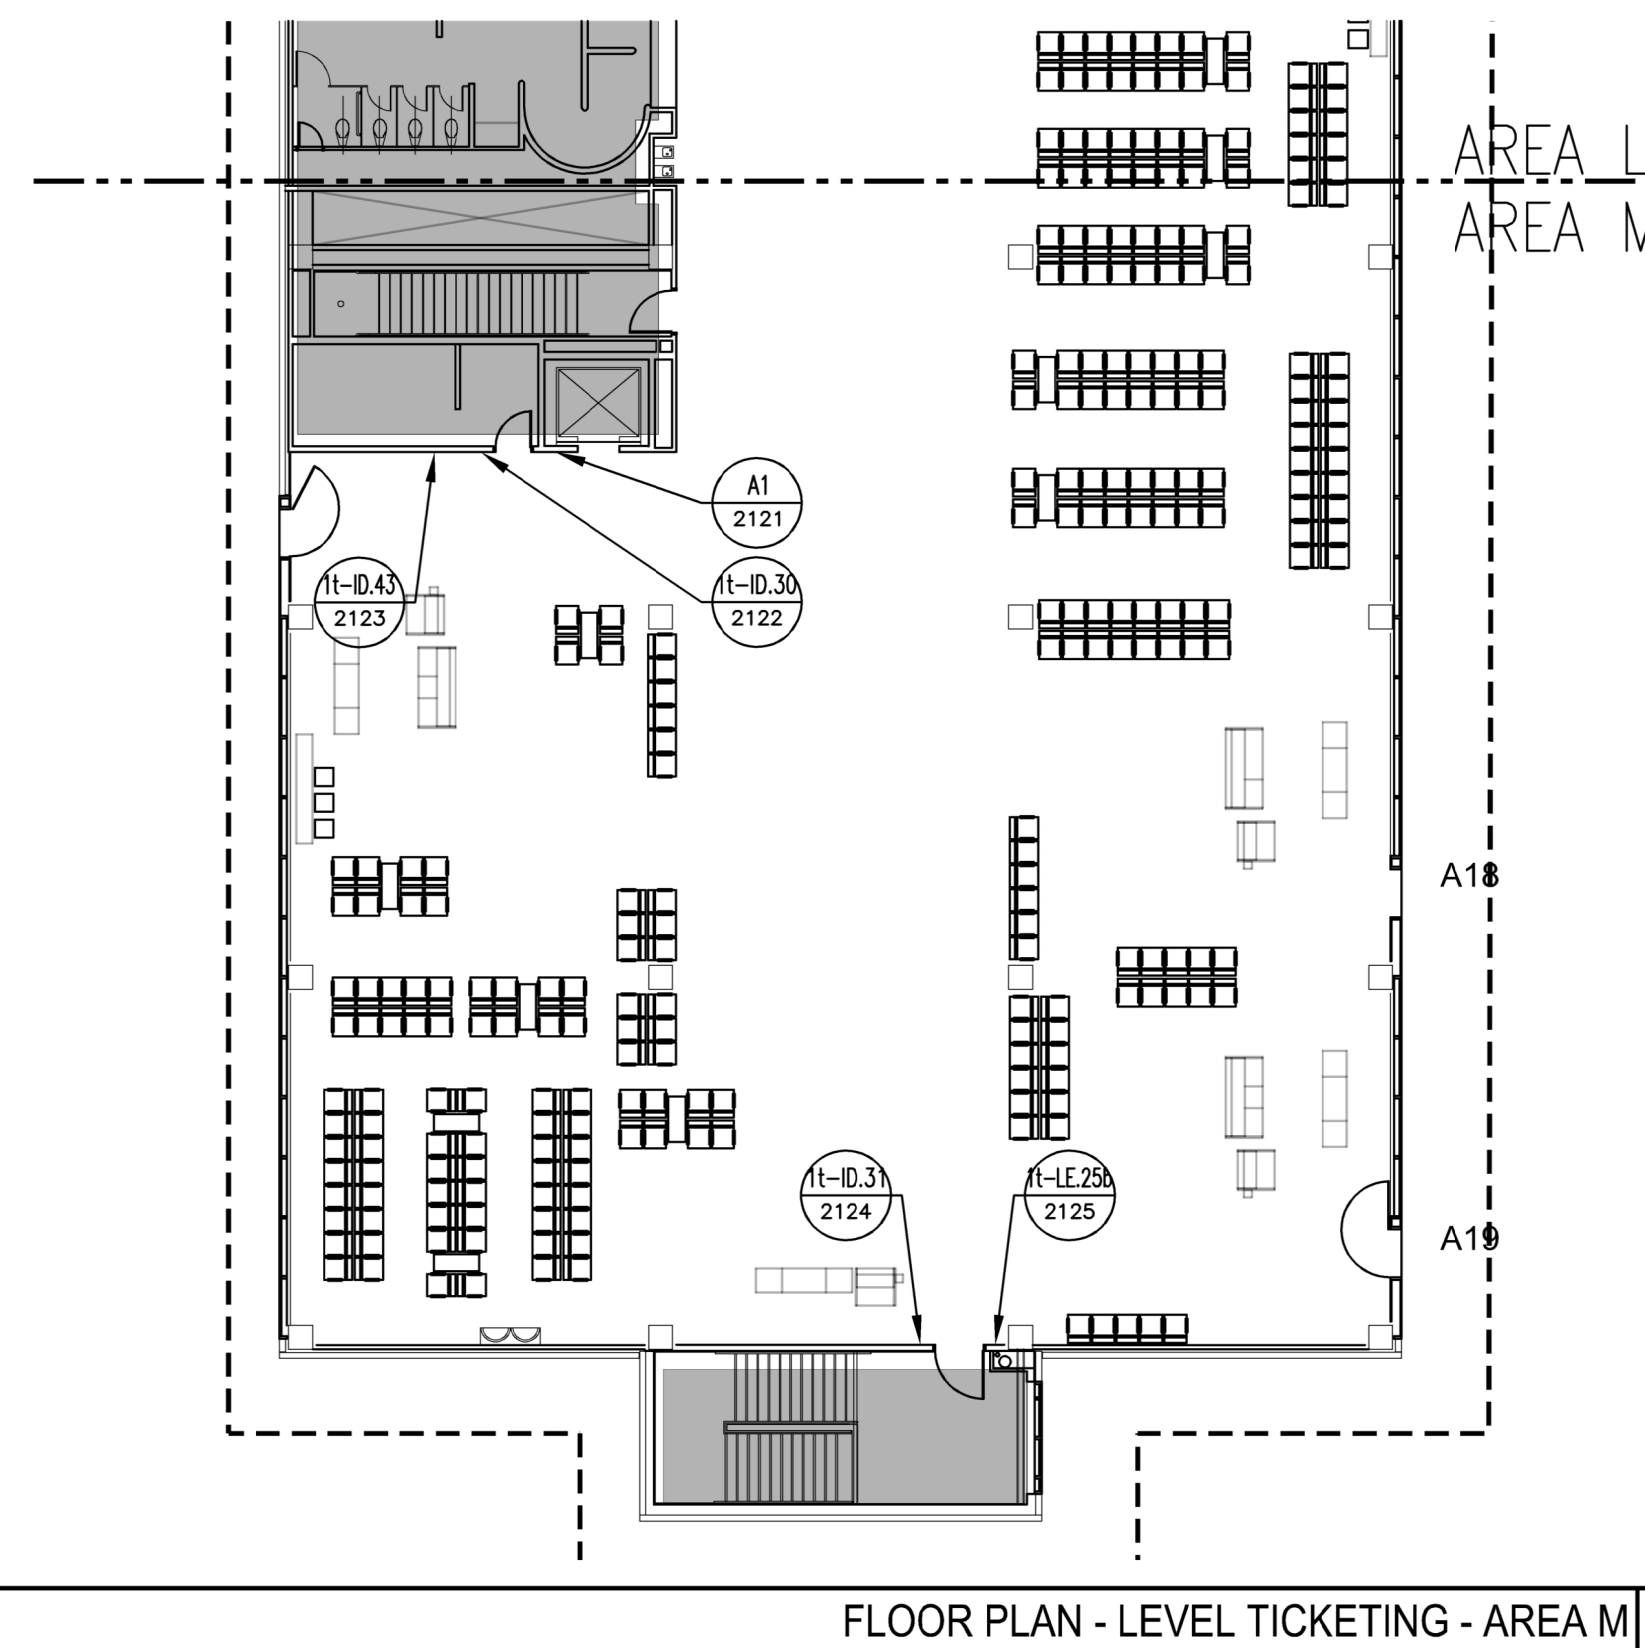 AREA L
AREA M
A1
2121
1t-ID.43
2123
1t-ID.30
2122
A18
1t-ID.31
2124
1t-LE.25b
2125
A19
FLOOR PLAN - LEVEL TICKETING - AREA M